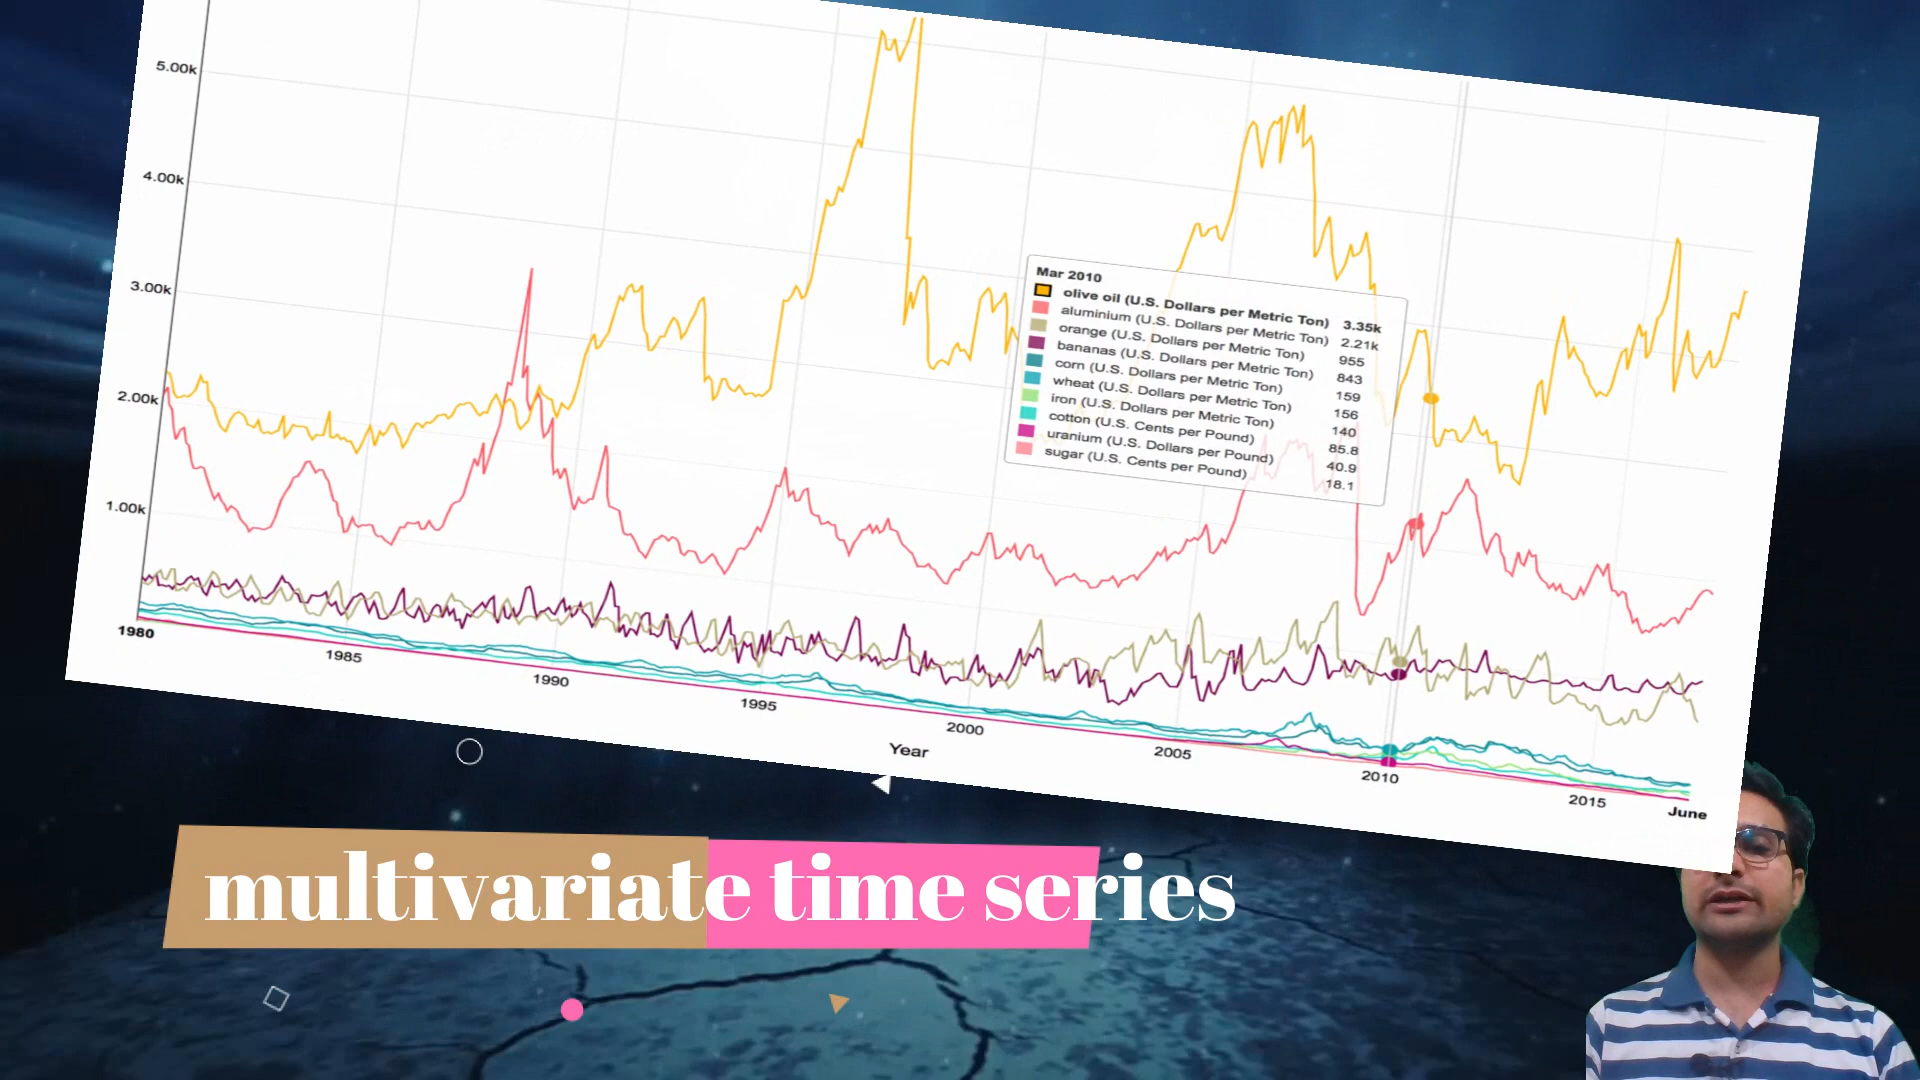 5.00k
4.00k
3.00k
2.00k
1.00k
Mar 2010
olive oil (U.S. Dollars per Metric Ton) 3.35k
aluminium (U.S. Dollars per Metric Ton) 2.21k
orange (U.S. Dollars per Metric Ton) 955
bananas (U.S. Dollars per Metric Ton) 843
corn (U.S. Dollars per Metric Ton) 159
wheat (U.S. Dollars per Metric Ton) 156
iron (U.S. Dollars per Metric Ton) 140
cotton (U.S. Cents per Pound) 85.8
uranium (U.S. Dollars per Pound) 40.9
sugar (U.S. Cents per Pound) 18.1
1980
1985
1990
1995
2000
2005
2010
2015
June
Year
multivariate time series